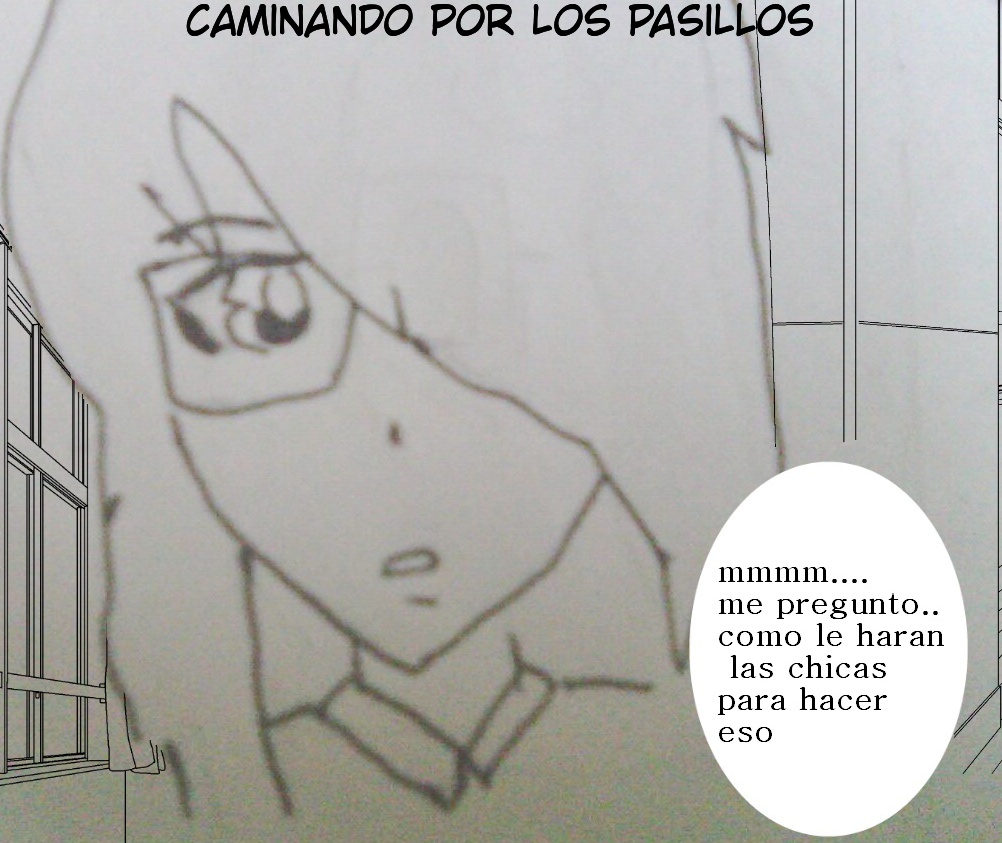 CAMINANDO POR LOS PASILLOS
mmmm....
me pregunto..
como le haran
las chicas
para hacer
eso